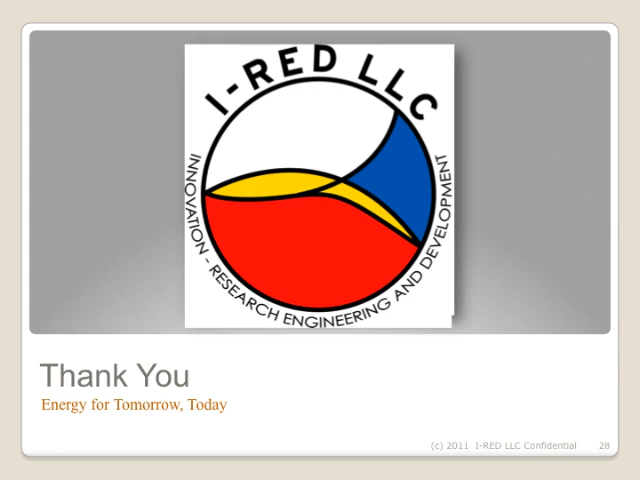 I-RED LLC
INNOVATION - RESEARCH ENGINEERING AND DEVELOPMENT
Thank You
Energy for Tomorrow, Today
(c) 2011 I-RED LLC Confidential 28